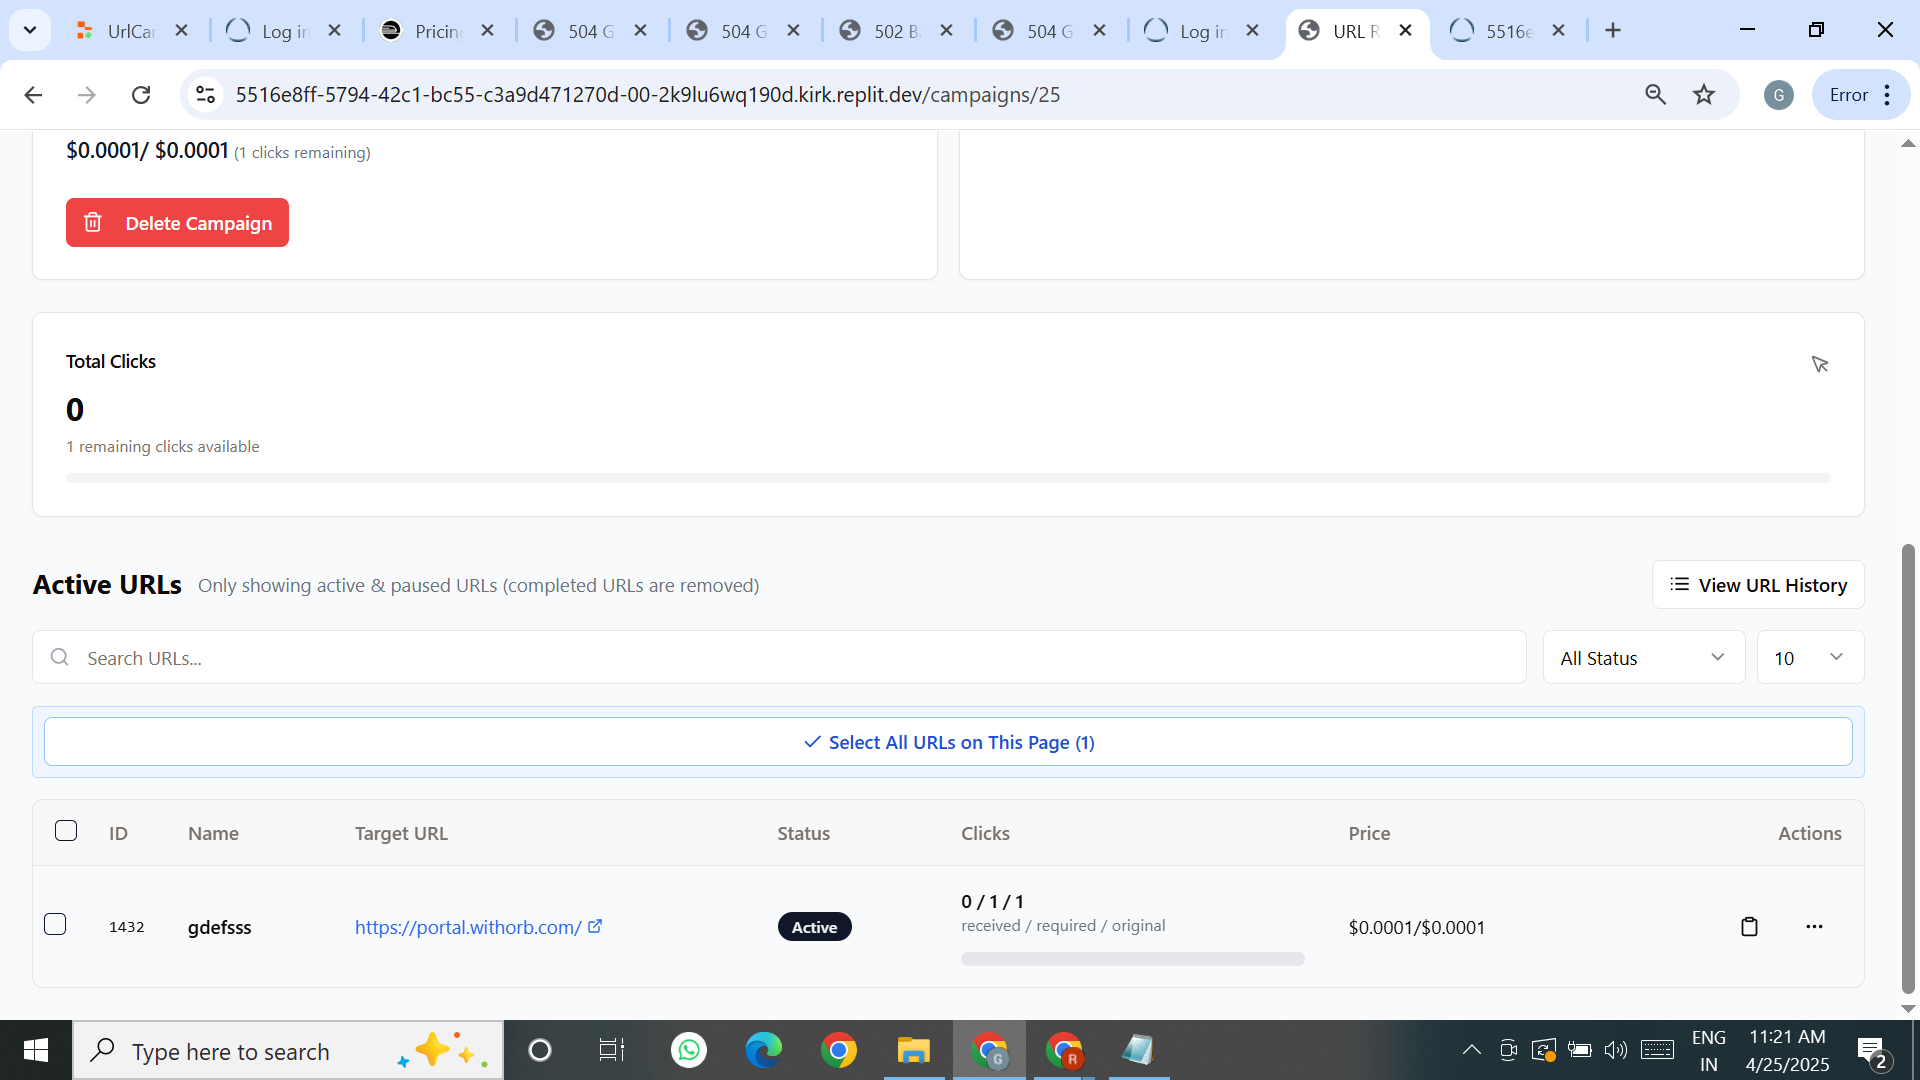 UrlCar
Log in
Pricing
504 G
504 G
502 B
504 G
Log in
URL R
5516e
5516e8ff-5794-42c1-bc55-c3a9d471270d-00-2k9lu6wq190d.kirk.replit.dev/campaigns/25
G
Error
$0.0001/ $0.0001 (1 clicks remaining)
Delete Campaign
Total Clicks
0
1 remaining clicks available
Active URLs Only showing active & paused URLs (completed URLs are removed)
View URL History
Search URLs...
All Status
10
Select All URLs on This Page (1)
ID Name Target URL Status Clicks Price Actions
1432 gdefsss https://portal.withorb.com/ Active
0 / 1 / 1
received / required / original
$0.0001/$0.0001
Type here to search
G
R
ENG
IN
11:21 AM
4/25/2025
2